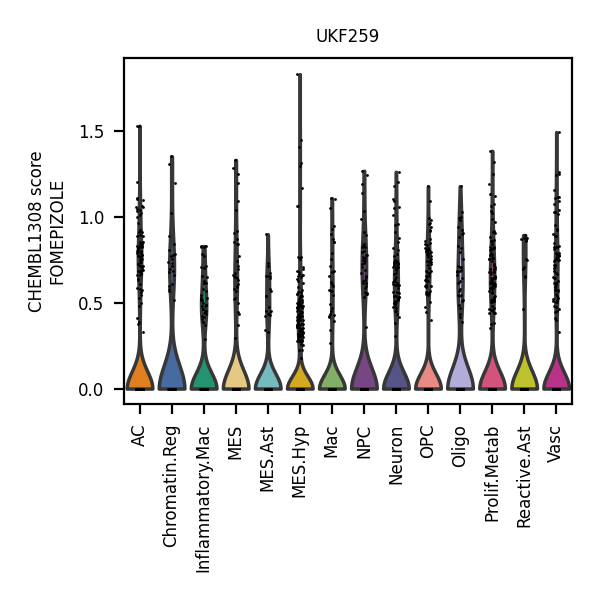 UKF259
CHEMBL1308 score
FOMEPIZOLE
1.5
1.0
0.5
0.0
AC
Chromatin.Reg
Inflammatory.Mac
MES
MES.Ast
MES.Hyp
Mac
NPC
Neuron
OPC
Oligo
Prolif.Metab
Reactive.Ast
Vasc